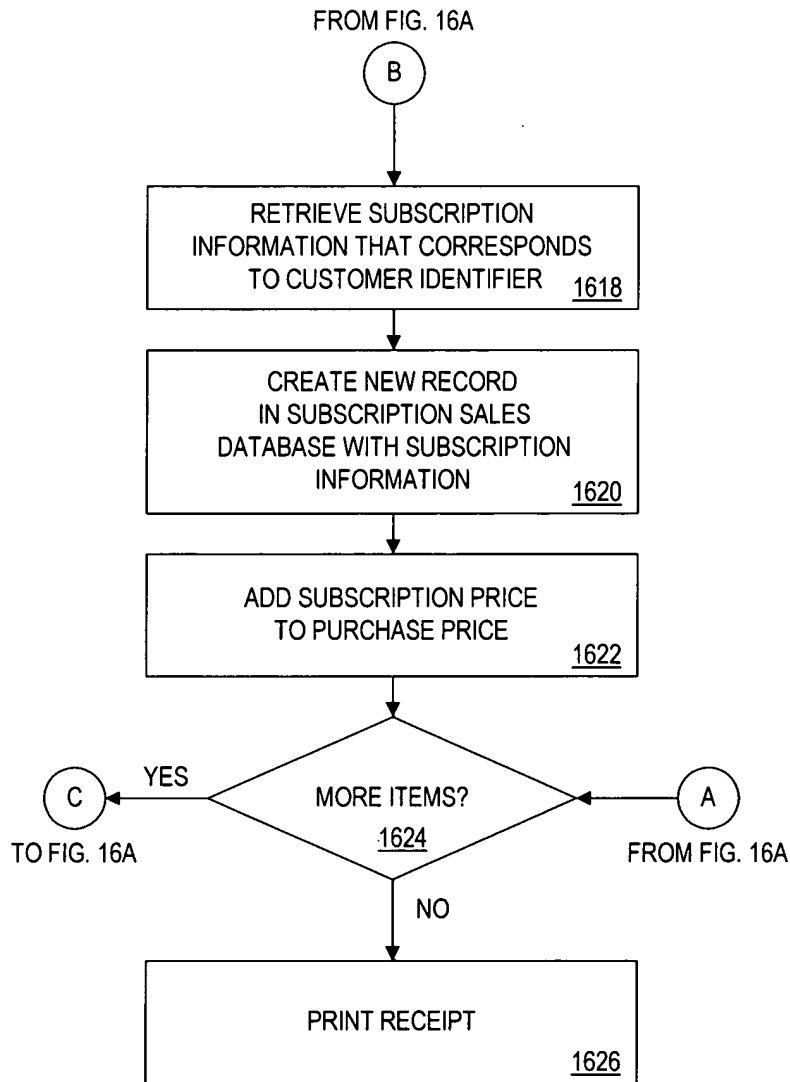 FROM FIG. 16A
B
RETRIEVE SUBSCRIPTION
INFORMATION THAT CORRESPONDS
TO CUSTOMER IDENTIFIER
1618
CREATE NEW RECORD
IN SUBSCRIPTION SALES
DATABASE WITH SUBSCRIPTION
INFORMATION
1620
ADD SUBSCRIPTION PRICE
TO PURCHASE PRICE
1622
YES
C
MORE ITEMS?
A
1624
TO FIG. 16A
FROM FIG. 16A
NO
PRINT RECEIPT
1626